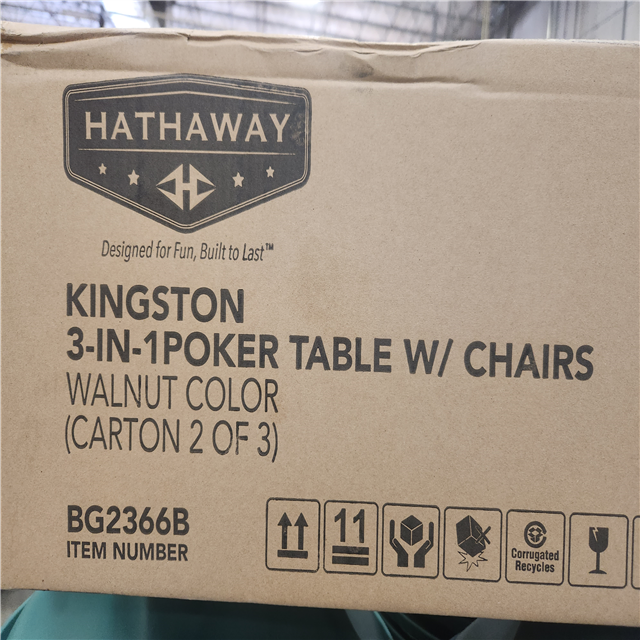 HATHAWAY
Designed for Fun, Built to Last™
KINGSTON
3-IN-1POKER TABLE W/ CHAIRS
WALNUT COLOR
(CARTON 2 OF 3)
BG2366B
ITEM NUMBER
11
Corrugated
Recycles